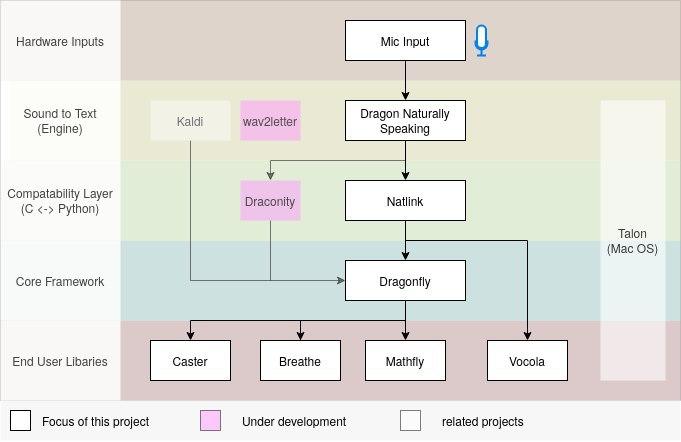 Hardware Inputs
Mic Input
Sound to Text
(Engine)
Kaldi
wav2letter
Dragon Naturally
Speaking
Compatability Layer
(C <-> Python)
Draconity
Natlink
Talon
(Mac OS)
Core Framework
Dragonfly
End User Libaries
Caster
Breathe
Mathfly
Vocola
Focus of this project
Under development
related projects